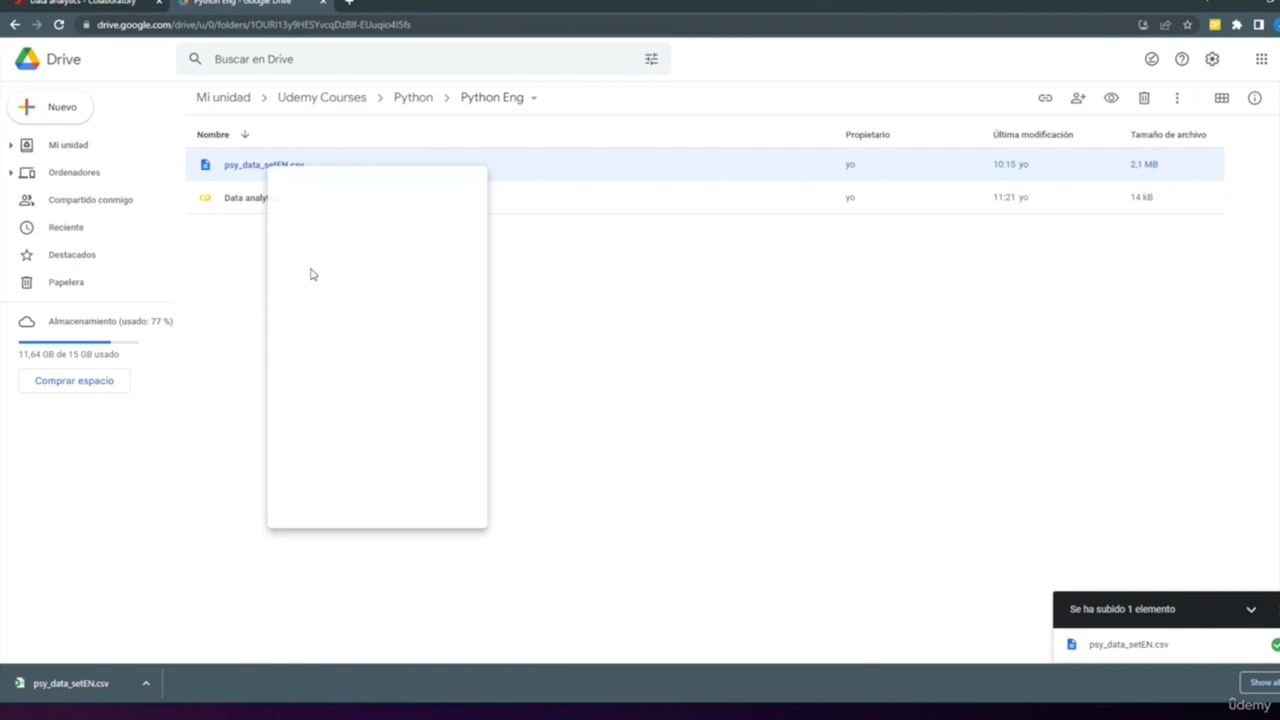 Data analytics - Colaboratory
Python Eng - Google Drive
drive.google.com/drive/u/0/folders/1OURl13y9HESYvcqDzBlf-EUuqio4l5fs
Drive
Buscar en Drive
Nuevo
Mi unidad > Udemy Courses > Python > Python Eng
Nombre Propietario Última modificación Tamaño de archivo
psy_data_setEN.csv yo 10:15 yo 2,1 MB
Data analy yo 11:21 yo 14 kB
Mi unidad
Ordenadores
Compartido conmigo
Reciente
Destacados
Papelera
Almacenamiento (usado: 77 %)
11,64 GB de 15 GB usado
Comprar espacio
Se ha subido 1 elemento
psy_data_setEN.csv
psy_data_setEN.csv
Show al
ûdemy